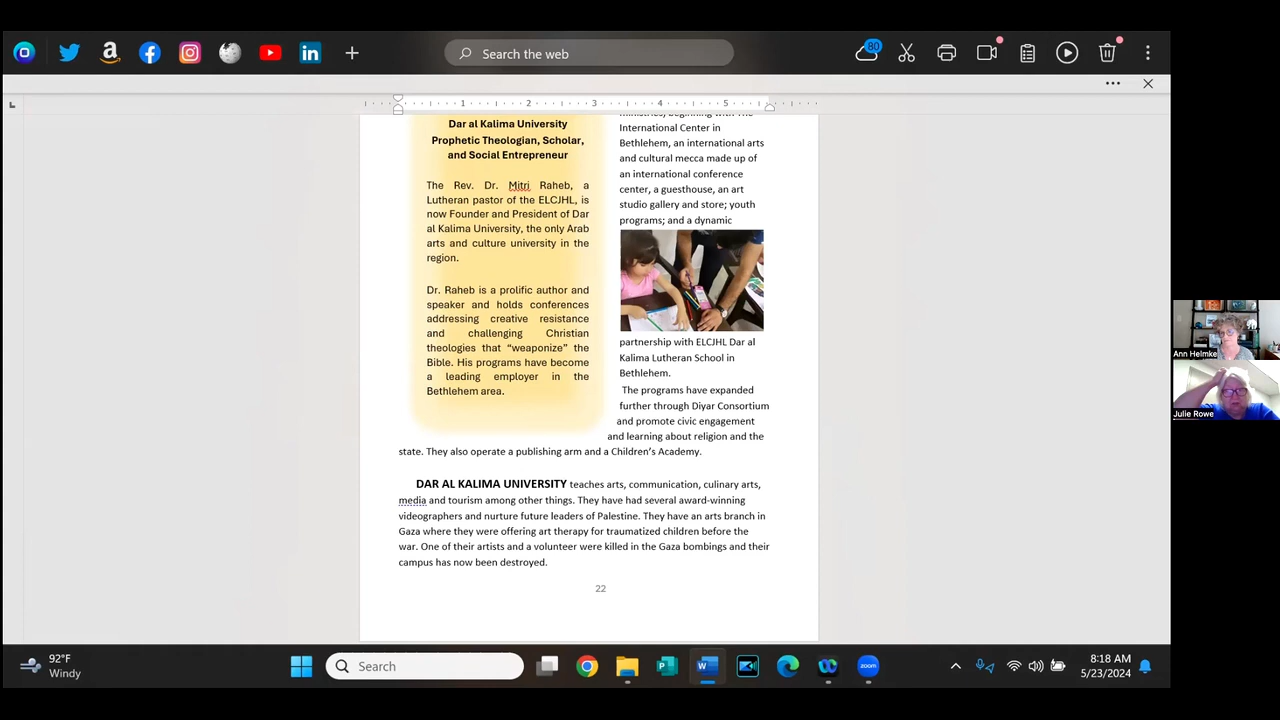 Search the web
80
1 2 3 4 5
Dar al Kalima University
Prophetic Theologian, Scholar,
and Social Entrepreneur
The Rev. Dr. Mitri Raheb, a
Lutheran pastor of the ELCJHL, is
now Founder and President of Dar
al Kalima University, the only Arab
arts and culture university in the
region.
Dr. Raheb is a prolific author and
speaker and holds conferences
addressing creative resistance
and challenging Christian
theologies that “weaponize” the
Bible. His programs have become
a leading employer in the
Bethlehem area.
ministries, beginning with The
International Center in
Bethlehem, an international arts
and cultural mecca made up of
an international conference
center, a guesthouse, an art
studio gallery and store; youth
programs; and a dynamic
partnership with ELCJHL Dar al
Kalima Lutheran School in
Bethlehem.
The programs have expanded
further through Diyar Consortium
and promote civic engagement
and learning about religion and the
state. They also operate a publishing arm and a Children’s Academy.
DAR AL KALIMA UNIVERSITY teaches arts, communication, culinary arts,
media and tourism among other things. They have had several award-winning
videographers and nurture future leaders of Palestine. They have an arts branch in
Gaza where they were offering art therapy for traumatized children before the
war. One of their artists and a volunteer were killed in the Gaza bombings and their
campus has now been destroyed.
22
Ann Helmke
Julie Rowe
92°F
Windy
Search
zoom
8:18 AM
5/23/2024